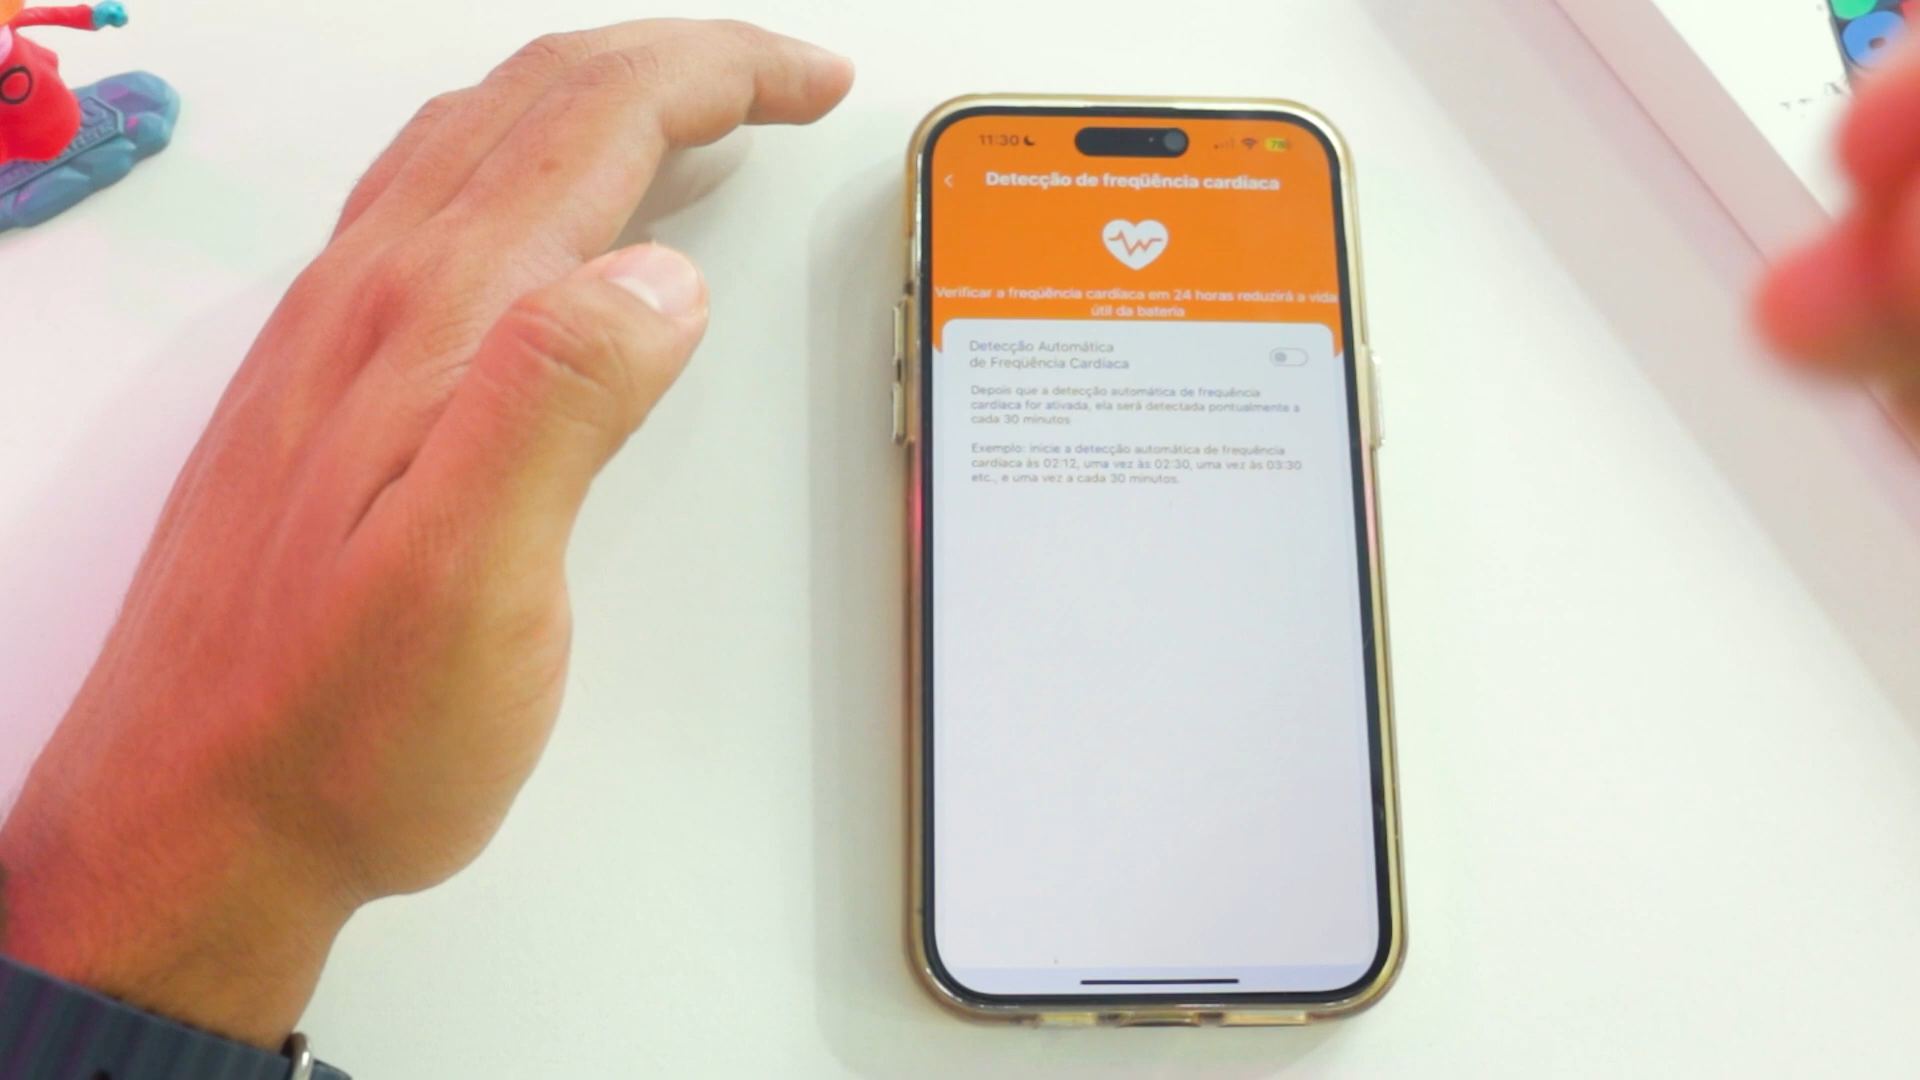 11:30
78
Detecção de freqüência cardíaca
Verificar a freqüência cardíaca em 24 horas reduzirá a vida
útil da bateria
Detecção Automática
de Freqüência Cardíaca
Depois que a detecção automática de frequência
cardíaca for ativada, ela será detectada pontualmente a
cada 30 minutos
Exemplo: inicie a detecção automática de frequência
cardíaca às 02:12, uma vez às 02:30, uma vez às 03:30
etc., e uma vez a cada 30 minutos.